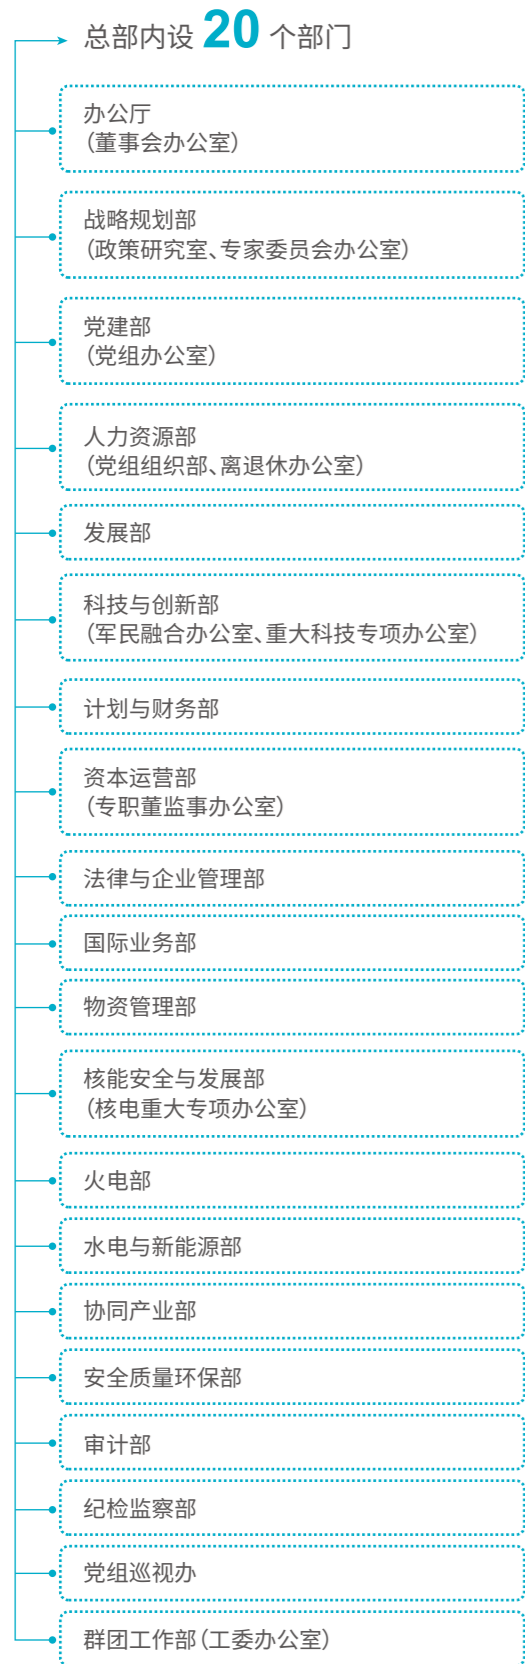 总部内设 20 个部门
办公厅
（董事会办公室）
战略规划部
（政策研究室、专家委员会办公室）
党建部
（党组办公室）
人力资源部
（党组组织部、离退休办公室）
发展部
科技与创新部
（军民融合办公室、重大科技专项办公室）
计划与财务部
资本运营部
（专职董监事办公室）
法律与企业管理部
国际业务部
物资管理部
核能安全与发展部
（核电重大专项办公室）
火电部
水电与新能源部
协同产业部
安全质量环保部
审计部
纪检监察部
党组巡视办
群团工作部（工委办公室）